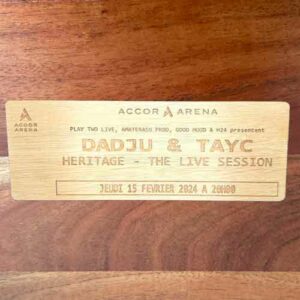 ACCOR ARENA
ACCOR
ARENA
PLAY TWO LIVE, AMATERASU PROD, GOOD MOOD & H2A présentent
DADJU & TAYC
HERITAGE - THE LIVE SESSION
JEUDI 15 FEVRIER 2024 A 20H00